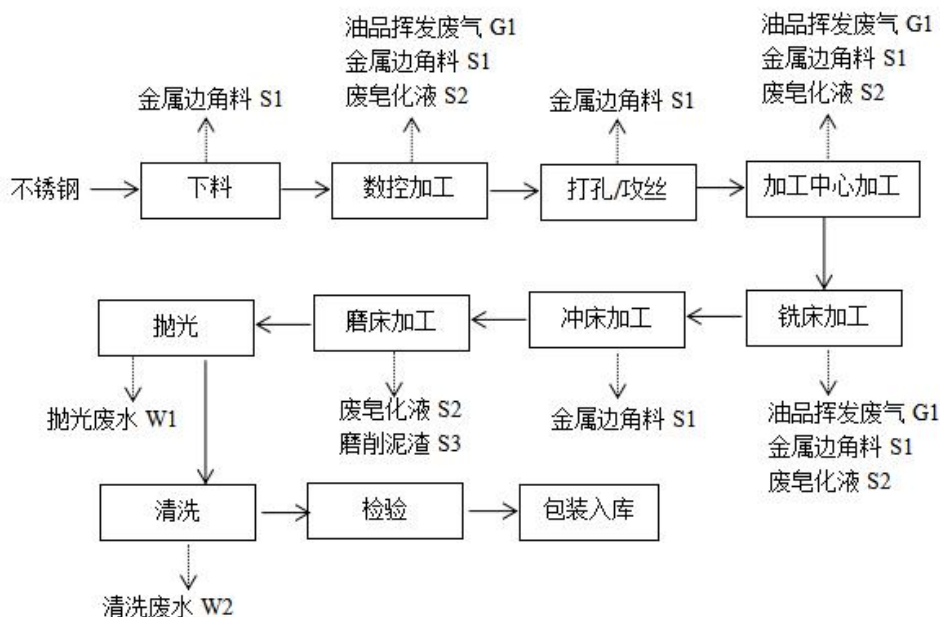 油品挥发废气 G1
金属边角料 S1
废皂化液 S2
油品挥发废气 G1
金属边角料 S1
废皂化液 S2
金属边角料 S1
金属边角料 S1
不锈钢
下料
数控加工
打孔/攻丝
加工中心加工
抛光
磨床加工
冲床加工
铣床加工
抛光废水 W1
废皂化液 S2
磨削泥渣 S3
金属边角料 S1
油品挥发废气 G1
金属边角料 S1
废皂化液 S2
清洗
检验
包装入库
清洗废水 W2